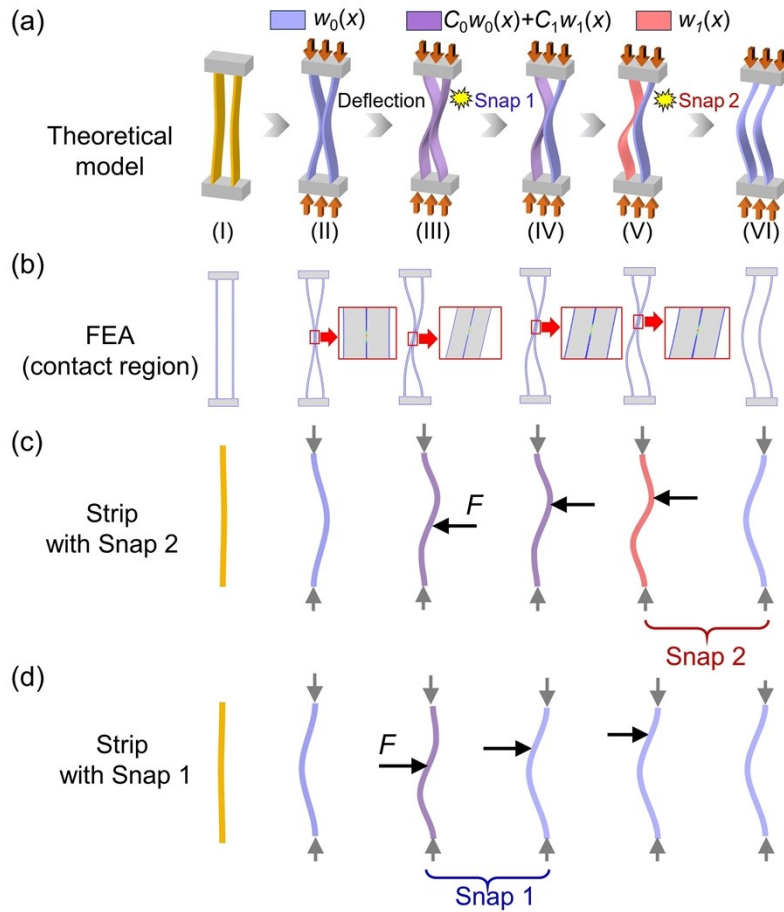 (a)
w₀(x)
C₀w₀(x)+C₁w₁(x)
w₁(x)
Theoretical
model
Deflection
Snap 1
Snap 2
(I)
(II)
(III)
(IV)
(V)
(VI)
(b)
FEA
(contact region)
(c)
Strip
with Snap 2
F
Snap 2
(d)
Strip
with Snap 1
F
Snap 1